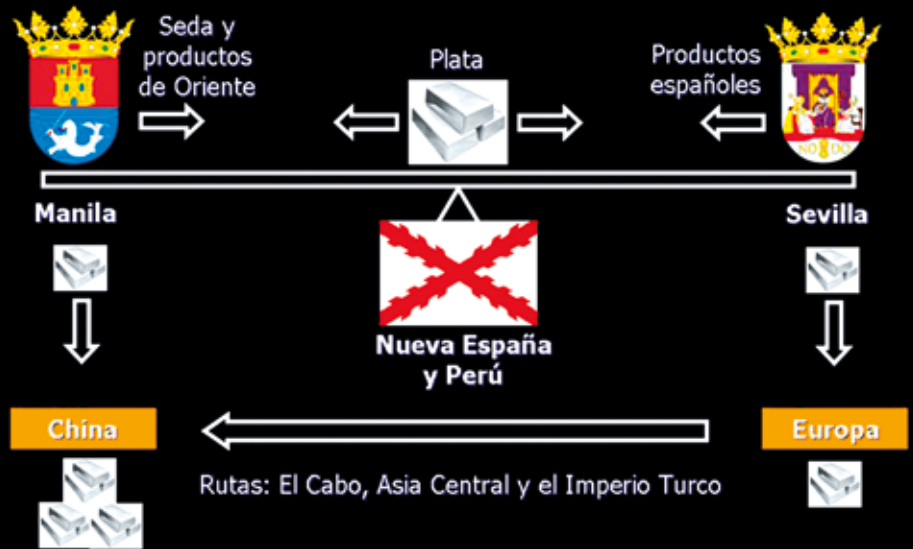 Seda y
productos
de Oriente
Plata
Productos
españoles
NO DO
Manila
Sevilla
Nueva España
y Perú
China
Europa
Rutas: El Cabo, Asia Central y el Imperio Turco